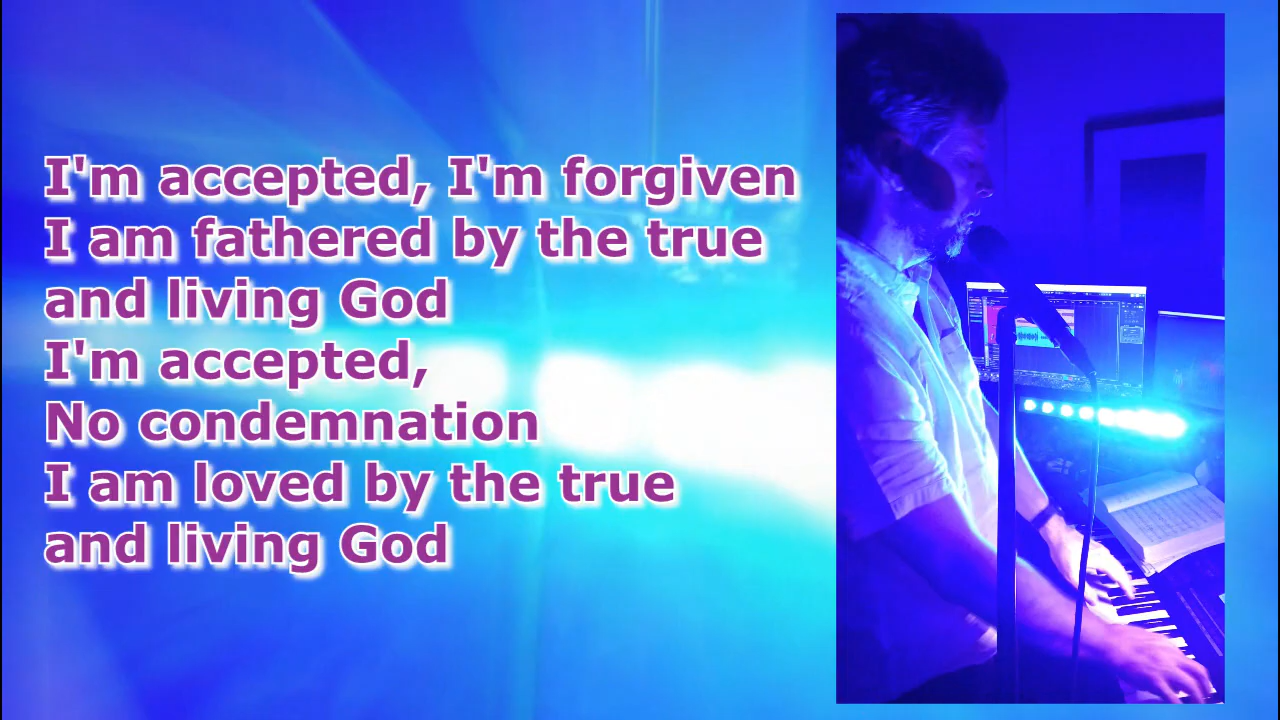 I'm accepted, I'm forgiven
I am fathered by the true
and living God
I'm accepted,
No condemnation
I am loved by the true
and living God